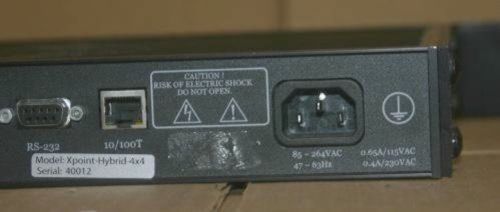 CAUTION !
RISK OF ELECTRIC SHOCK
DO NOT OPEN.
RS-232
10/100T
Model: Xpoint-Hybrid-4x4
Serial: 40012
85 - 264VAC
47 - 63Hz
0.65A/115VAC
0.4A/230VAC